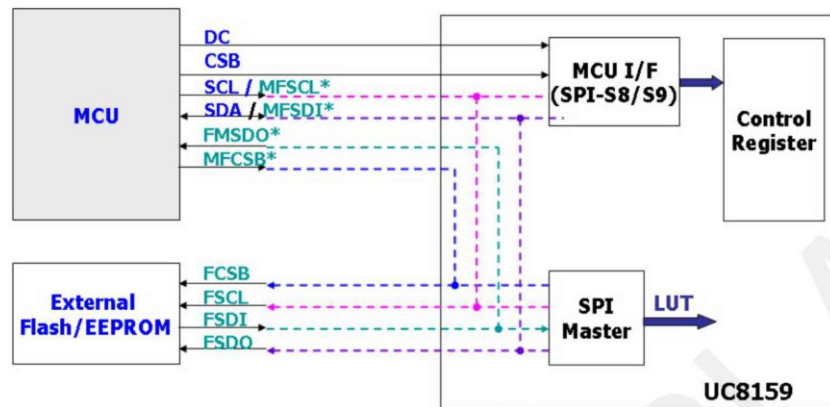 DC
CSB
SCL / MFSCL*
SDA / MFSDI*
FMSDO*
MFCSB*
MCU
MCU I/F
(SPI-S8/S9)
Control
Register
FCSB
FSCL
FSDI
FSDO
External
Flash/EEPROM
SPI
Master
LUT
UC8159